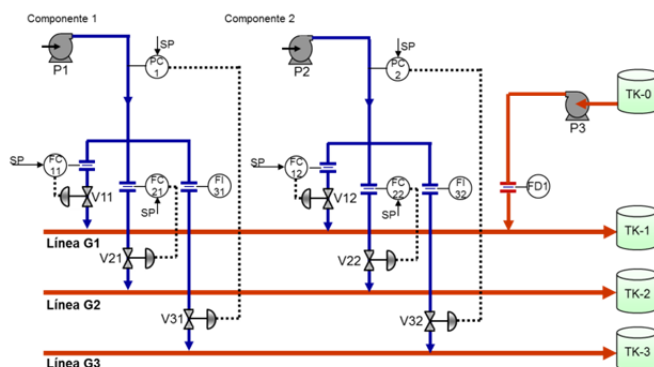 Componente 1
Componente 2
SP
SP
PC
1
PC
2
P1
P2
P3
TK-0
SP
FC
11
FC
21
FI
31
SP
FC
12
FC
22
FI
32
FD1
V11
SP
V12
SP
TK-1
Línea G1
V21
V22
TK-2
Línea G2
V31
V32
TK-3
Línea G3